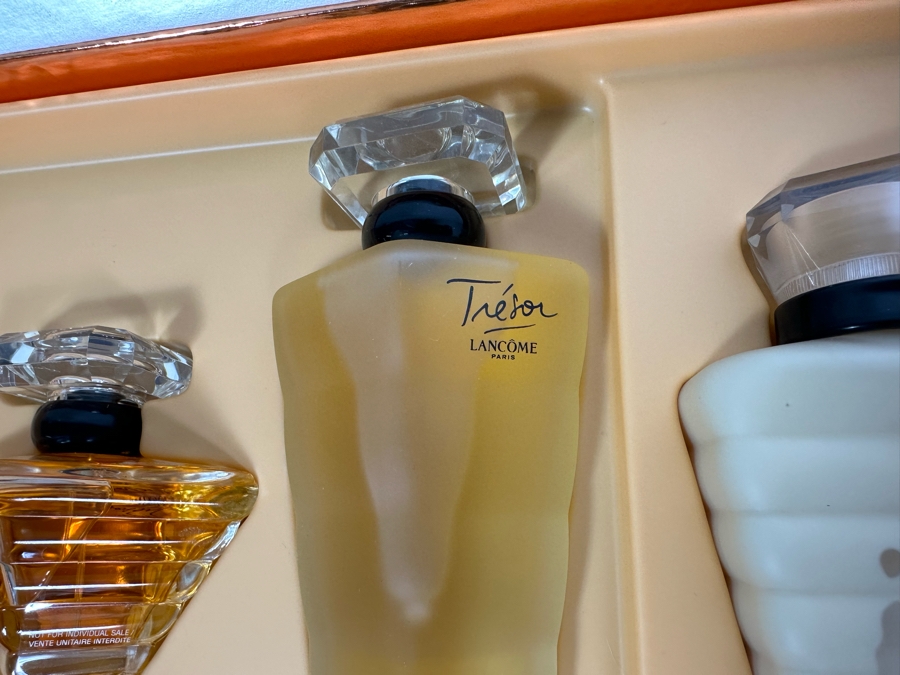 Trésor
LANCÔME
PARIS
NOT FOR INDIVIDUAL SALE/
VENTE UNITAIRE INTERDITE